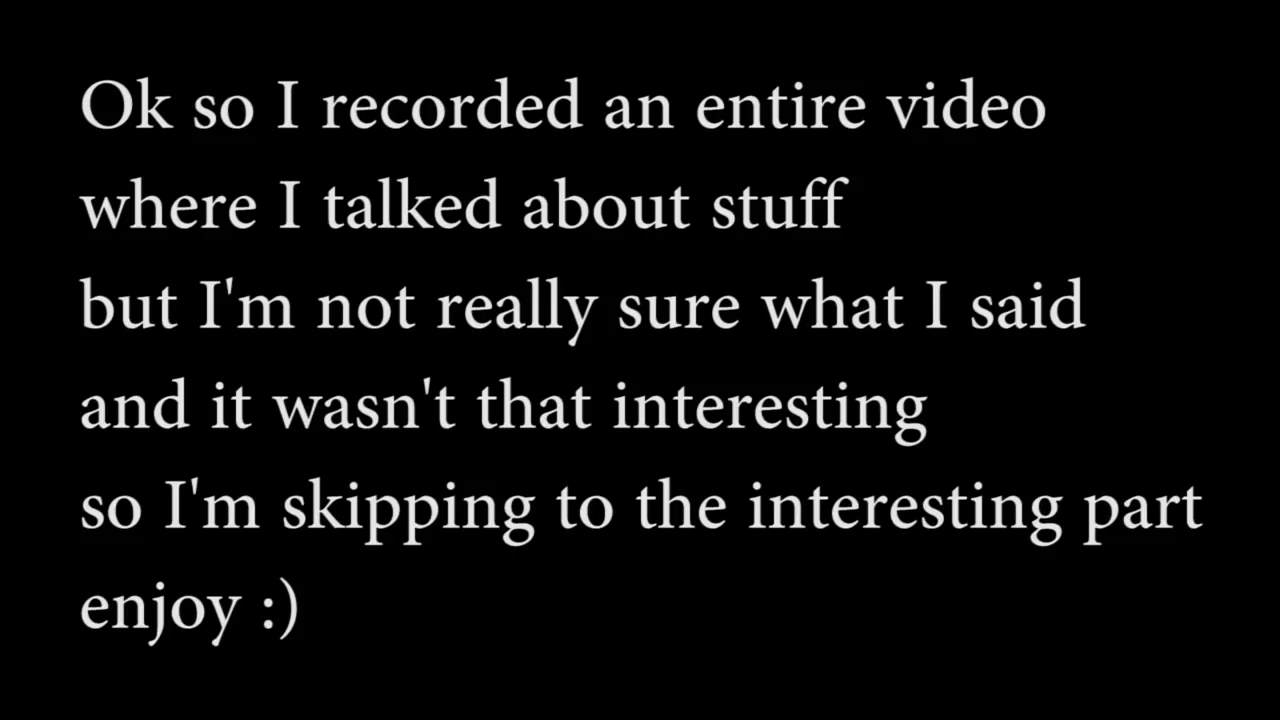 Ok so I recorded an entire video
where I talked about stuff
but I'm not really sure what I said
and it wasn't that interesting
so I'm skipping to the interesting part
enjoy :)